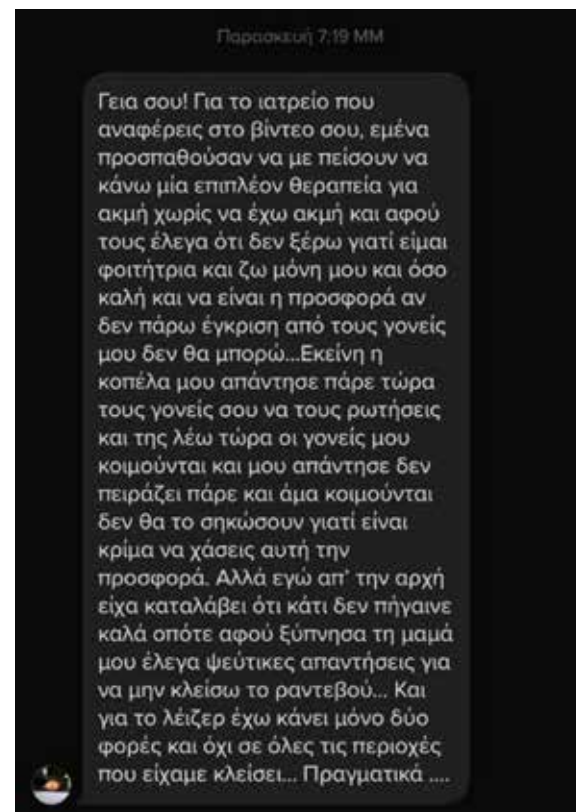 Παρασκευή 7:19 ΜΜ
Γεια σου! Για το ιατρείο που
αναφέρεις στο βίντεο σου, εμένα
προσπαθούσαν να με πείσουν να
κάνω μία επιπλέον θεραπεία για
ακμή χωρίς να έχω ακμή και αφού
τους έλεγα ότι δεν ξέρω γιατί είμαι
φοιτήτρια και ζω μόνη μου και όσο
καλή και να είναι η προσφορά αν
δεν πάρω έγκριση από τους γονείς
μου δεν θα μπορώ...Εκείνη η
κοπέλα μου απάντησε πάρε τώρα
τους γονείς σου να τους ρωτήσεις
και της λέω τώρα οι γονείς μου
κοιμούνται και μου απάντησε δεν
πειράζει πάρε και άμα κοιμούνται
δεν θα το σηκώσουν γιατί είναι
κρίμα να χάσεις αυτή την
προσφορά. Αλλά εγώ απ' την αρχή
είχα καταλάβει ότι κάτι δεν πήγαινε
καλά οπότε αφού ξύπνησα τη μαμά
μου έλεγα ψεύτικες απαντήσεις για
να μην κλείσω το ραντεβού... Και
για το λέιζερ έχω κάνει μόνο δύο
φορές και όχι σε όλες τις περιοχές
που είχαμε κλείσει... Πραγματικά ....